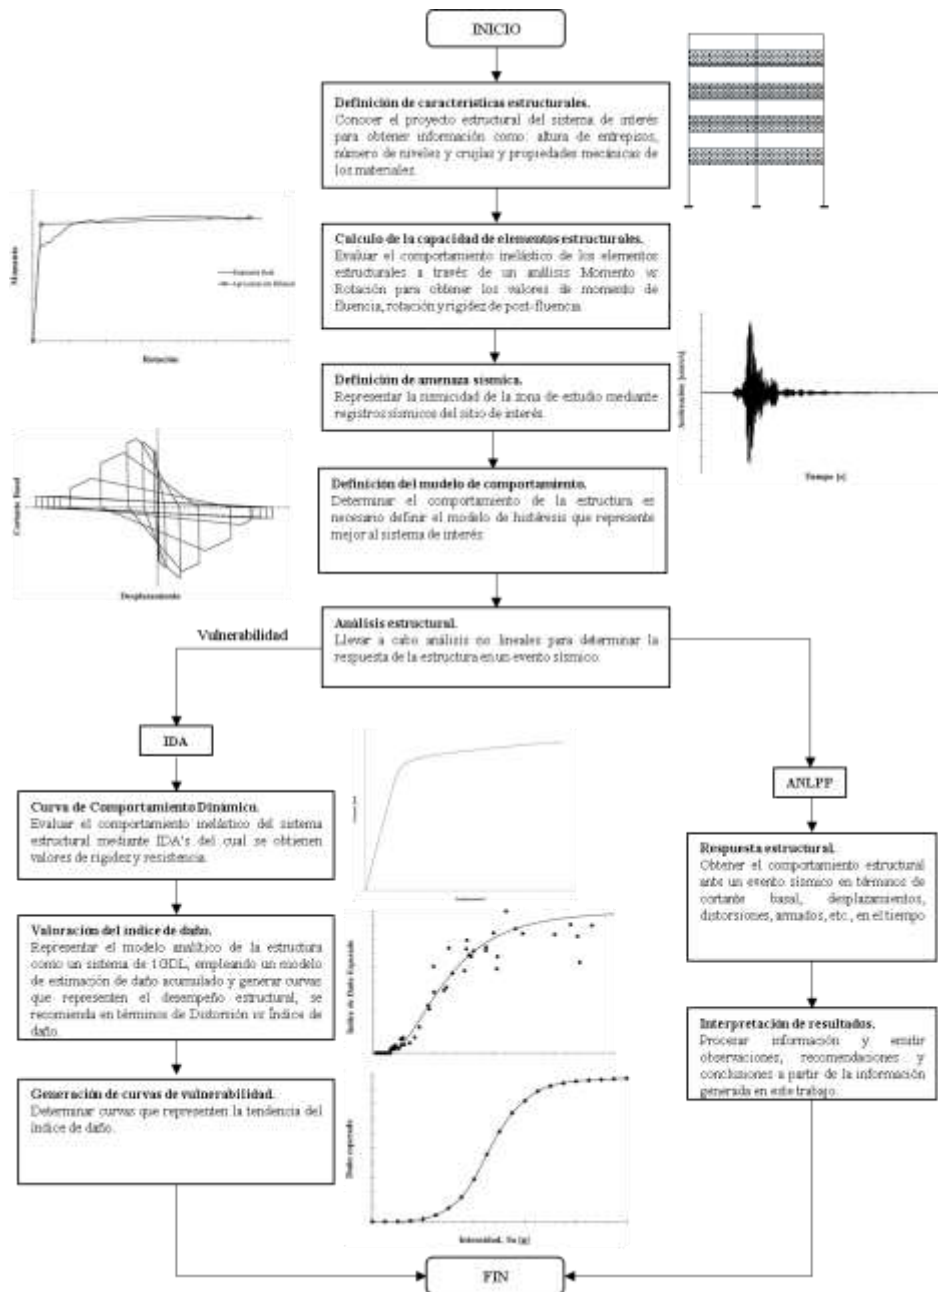 INICIO
Definición de características estructurales.
Conocer el proyecto estructural del sistema de interés
para obtener información como: altura de entrepisos,
número de niveles y crujías y propiedades mecánicas de
los materiales.
Momento
Rotación
Calculo de la capacidad de elementos estructurales.
Evaluar el comportamiento inelástico de los elementos
estructurales a través de un análisis Momento vs
Rotación para obtener los valores de momento de
fluencia, rotación y rigidez de post-fluencia.
Definición de amenaza sísmica.
Representar la sismicidad de la zona de estudio mediante
registros sísmicos del sitio de interés.
Tiempo [s]
Cortante Basal
Desplazamiento
Definición del modelo de comportamiento.
Determinar el comportamiento de la estructura es
necesario definir el modelo de histéresis que represente
mejor al sistema de interés.
Análisis estructural.
Llevar a cabo análisis no lineales para determinar la
respuesta de la estructura en un evento sísmico.
Vulnerabilidad
IDA
ANLPP
Curva de Comportamiento Dinámico.
Evaluar el comportamiento inelástico del sistema
estructural mediante IDA's del cual se obtienen
valores de rigidez y resistencia.
Valoración del índice de daño.
Representar el modelo analítico de la estructura
como un sistema de 1GDL, empleando un modelo
de estimación de daño acumulado y generar curvas
que representen el desempeño estructural, se
recomienda en términos de Distorsión vs Índice de
daño.
Generación de curvas de vulnerabilidad.
Determinar curvas que representen la tendencia del
índice de daño.
Índice de Daño Esperado
Daño esperado
Intensidad, Sa [g]
Respuesta estructural.
Obtener el comportamiento estructural
ante un evento sísmico en términos de
cortante basal, desplazamientos,
distorsiones, armados, etc., en el tiempo
Interpretación de resultados.
Procesar información y emitir
observaciones, recomendaciones y
conclusiones a partir de la información
generada en este trabajo.
FIN